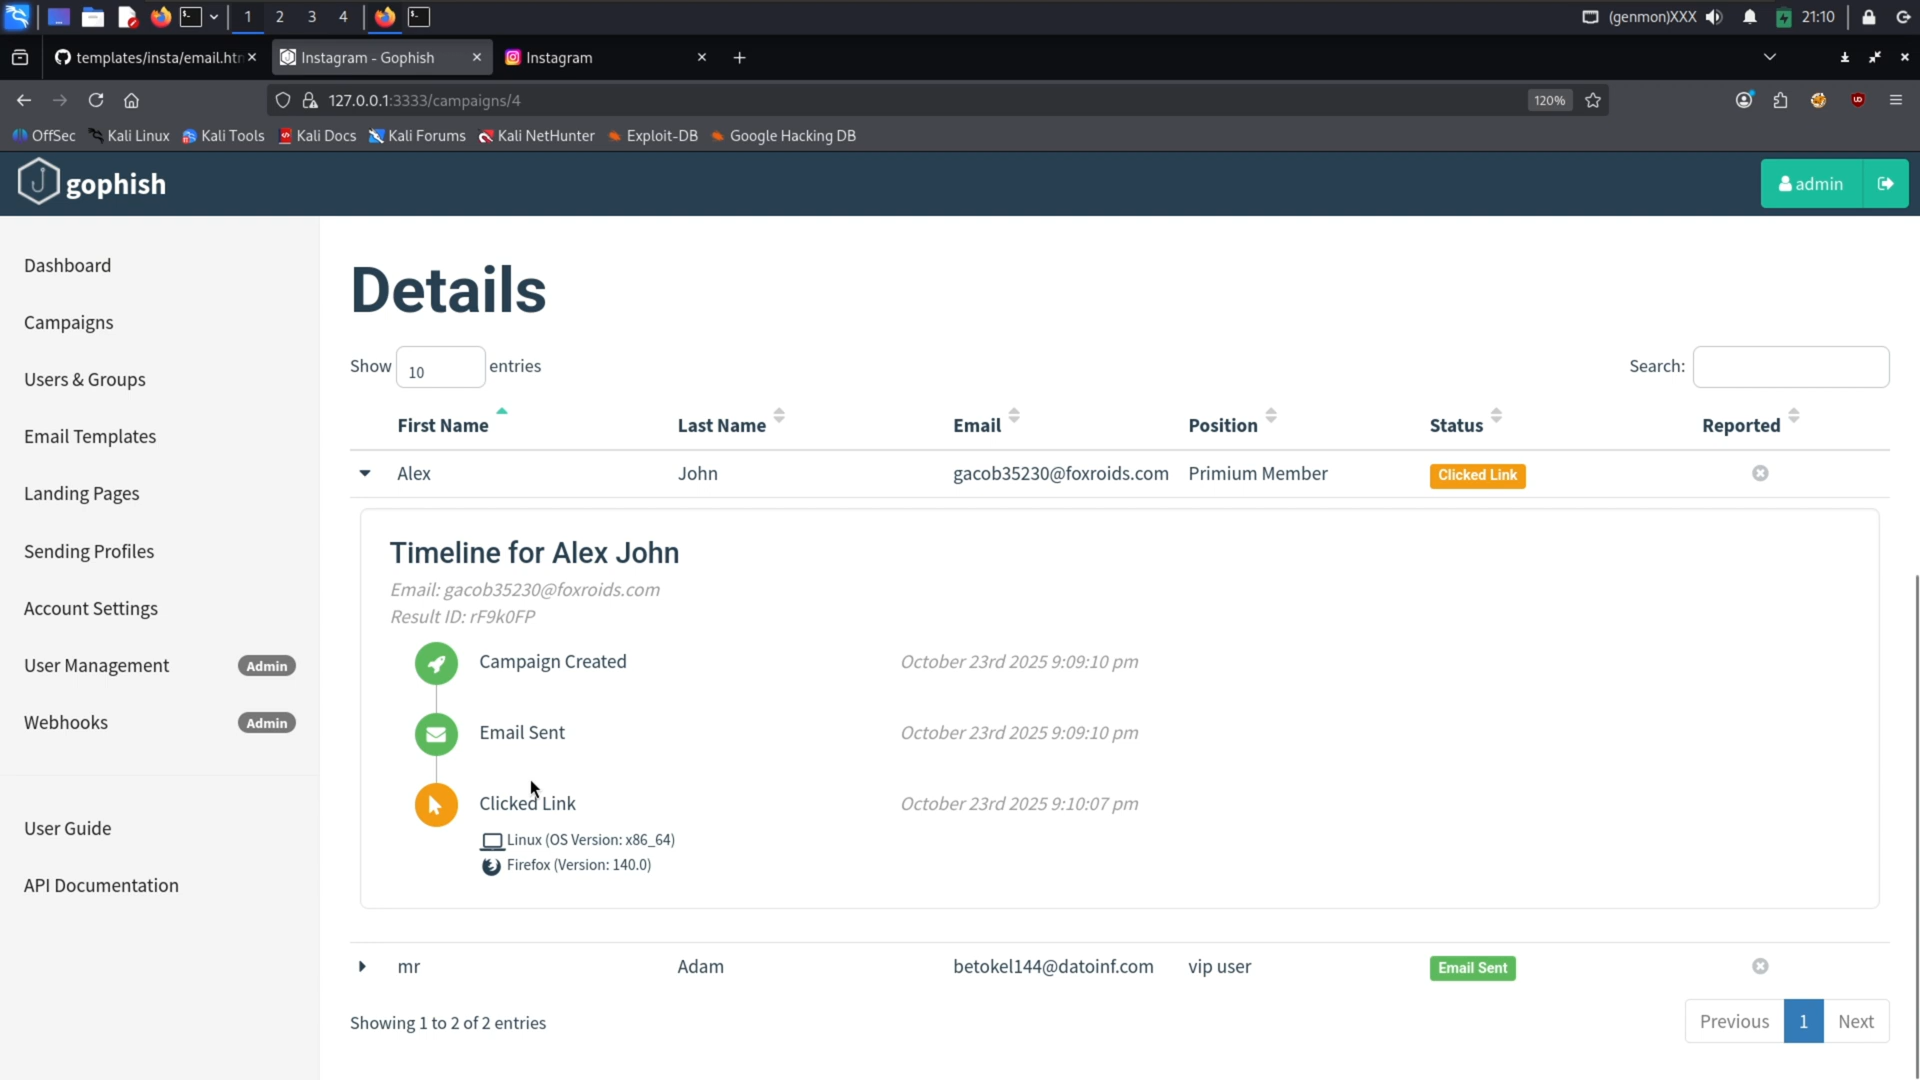 1 2 3 4 (genmon)XXX 21:10
templates/insta/email.htm Instagram - Gophish Instagram
127.0.0.1:3333/campaigns/4 120%
OffSec Kali Linux Kali Tools Kali Docs Kali Forums Kali NetHunter Exploit-DB Google Hacking DB
gophish admin
Dashboard
Campaigns
Users & Groups
Email Templates
Landing Pages
Sending Profiles
Account Settings
User Management Admin
Webhooks Admin
User Guide
API Documentation
Details
Show 10 entries Search:
First Name Last Name Email Position Status Reported
Alex John gacob35230@foxroids.com Primium Member Clicked Link
Timeline for Alex John
Email: gacob35230@foxroids.com
Result ID: rF9k0FP
Campaign Created October 23rd 2025 9:09:10 pm
Email Sent October 23rd 2025 9:09:10 pm
Clicked Link October 23rd 2025 9:10:07 pm
Linux (OS Version: x86_64)
Firefox (Version: 140.0)
mr Adam betokel144@datoinf.com vip user Email Sent
Showing 1 to 2 of 2 entries Previous 1 Next